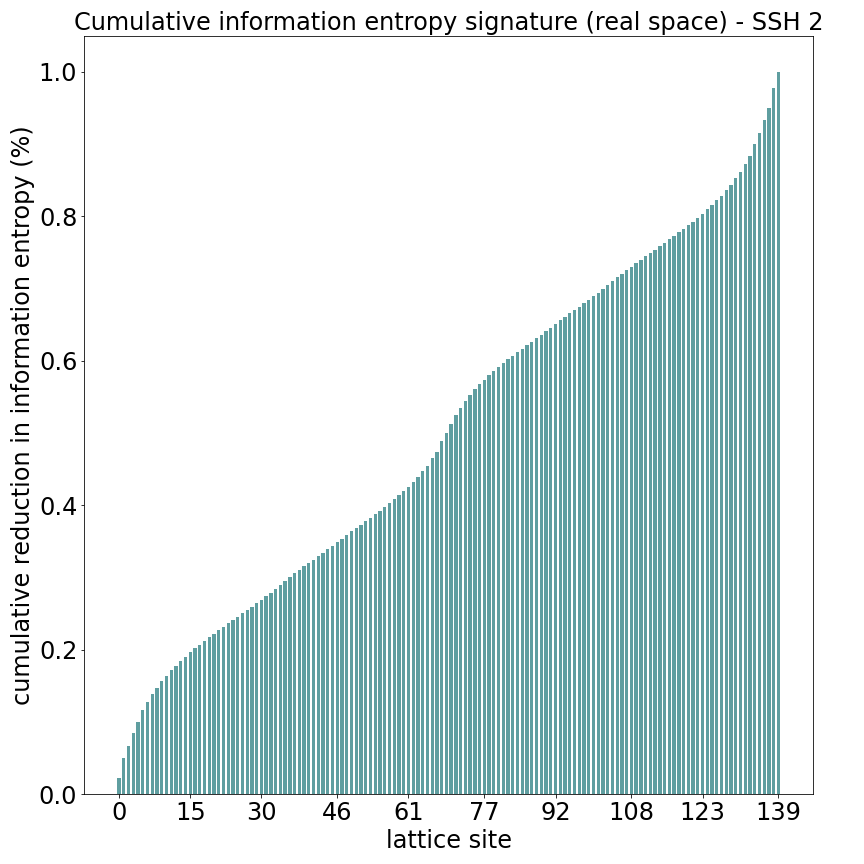 Cumulative information entropy signature (real space) - SSH 2
cumulative reduction in information entropy (%)
1.0
0.8
0.6
0.4
0.2
0.0
0 15 30 46 61 77 92 108 123 139
lattice site